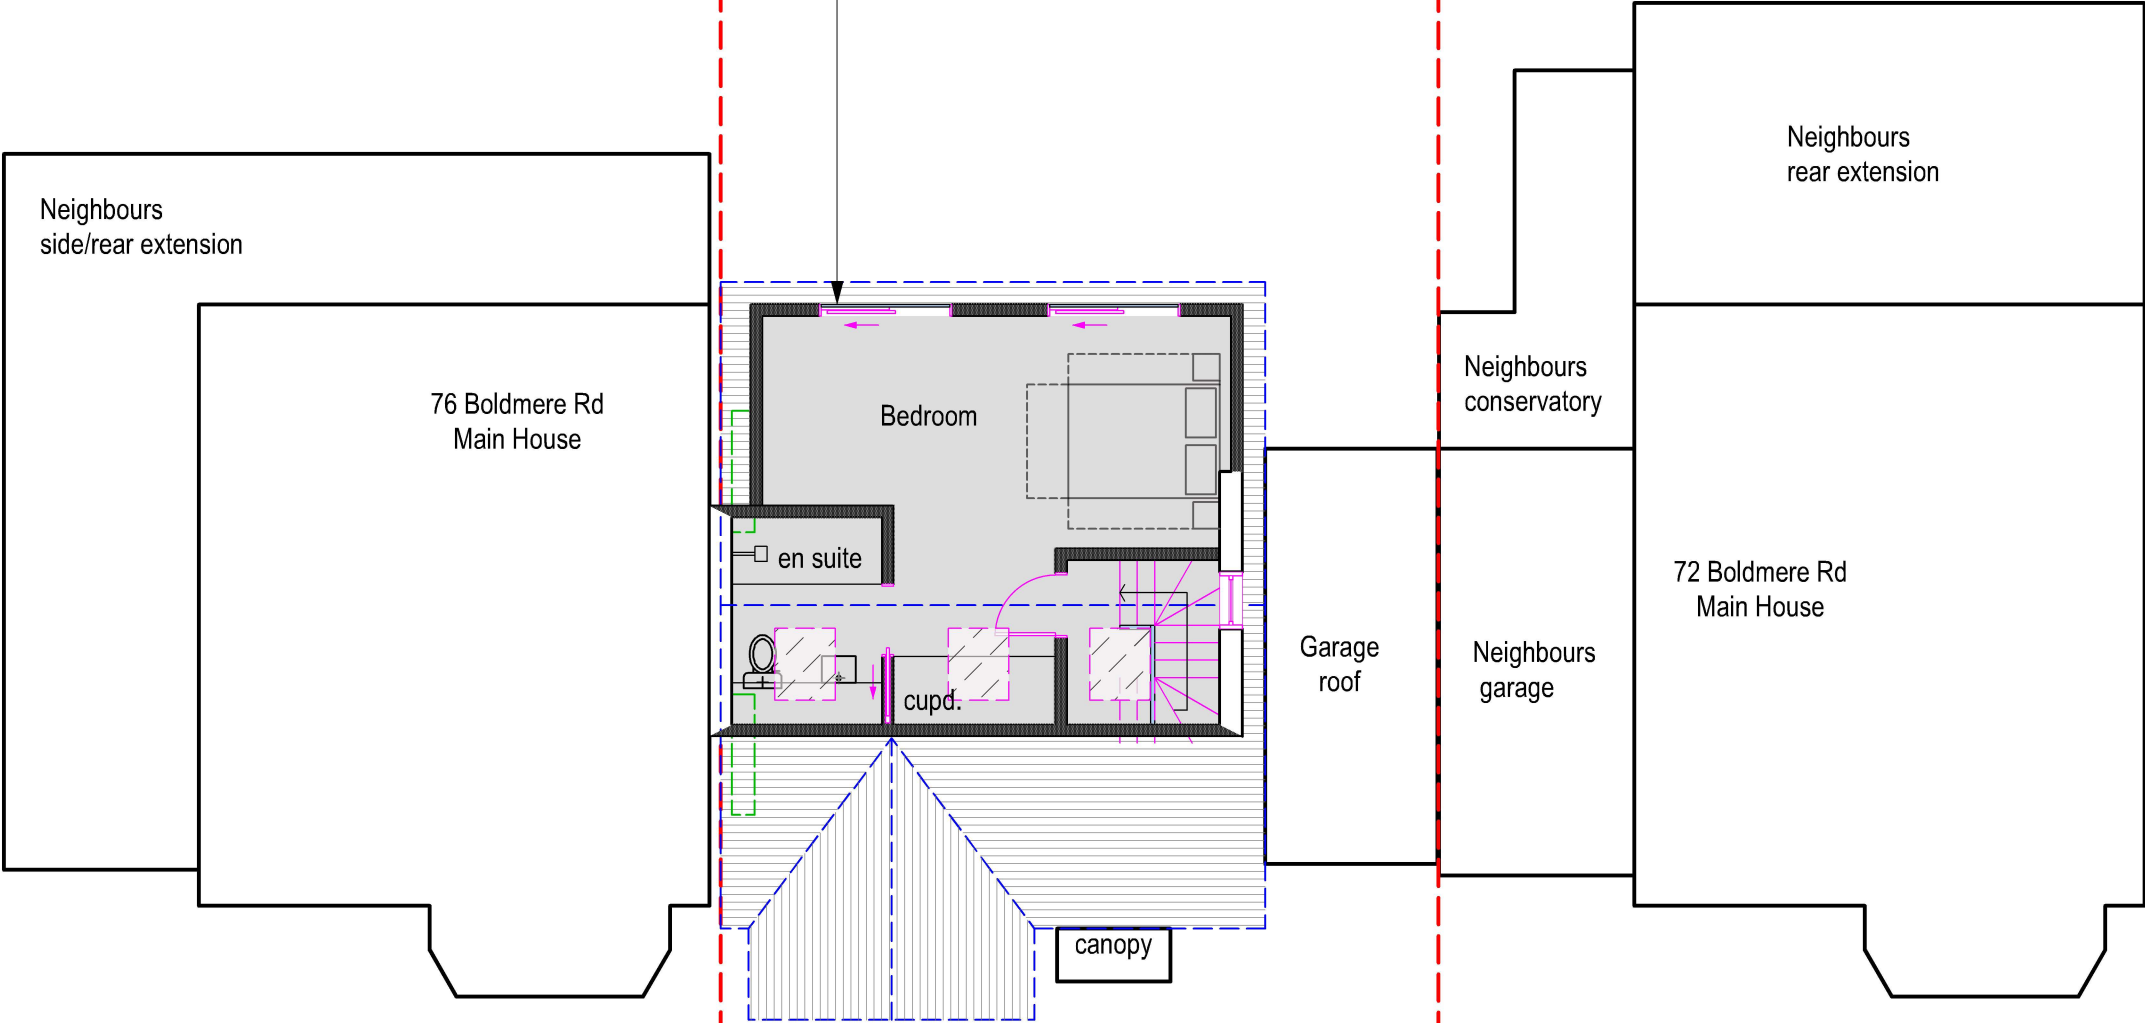 Neighbours
rear extension
Neighbours
side/rear extension
76 Boldmere Rd
Main House
Bedroom
Neighbours
conservatory
en suite
72 Boldmere Rd
Main House
Garage
roof
Neighbours
garage
cupd.
canopy